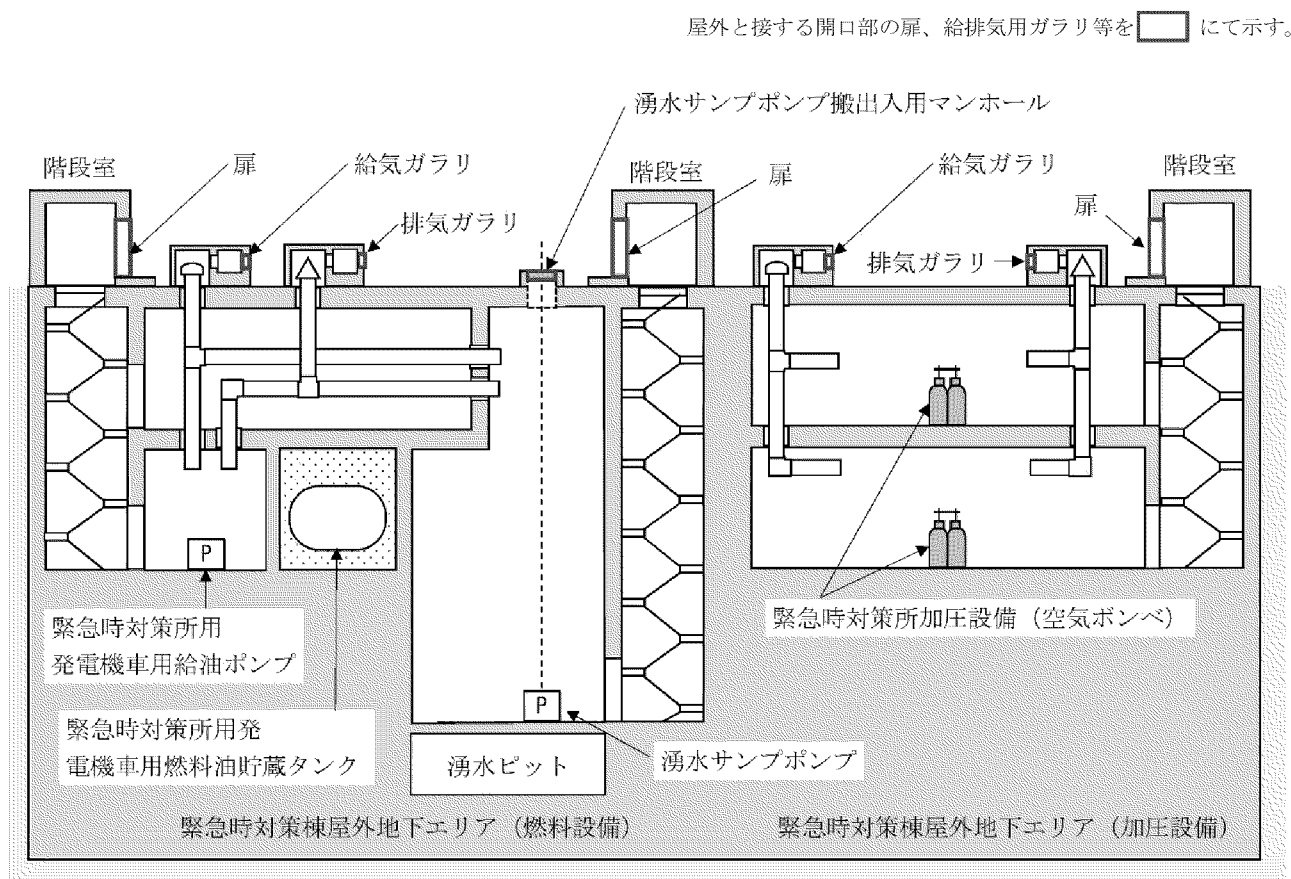 屋外と接する開口部の扉、給排気用ガラリ等を にて示す。
湧水サンプポンプ搬出入用マンホール
階段室
扉
給気ガラリ
排気ガラリ
階段室
扉
給気ガラリ
排気ガラリ
扉
階段室
P
緊急時対策所用
発電機車用給油ポンプ
緊急時対策所用発
電機車用燃料油貯蔵タンク
P
湧水ピット
湧水サンプポンプ
緊急時対策所加圧設備（空気ボンベ）
緊急時対策棟屋外地下エリア（燃料設備）
緊急時対策棟屋外地下エリア（加圧設備）